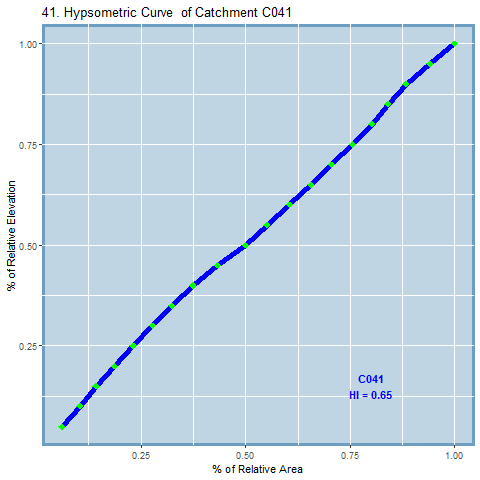 41. Hypsometric Curve  of Catchment C041
1.00
0.75
0.50
0.25
% of Relative Elevation
C041
HI = 0.65
0.25 0.50 0.75 1.00
% of Relative Area